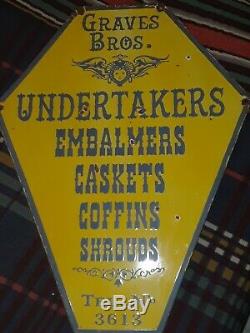 GRAVES
BROS.
UNDERTAKERS
EMBALMERS
CASKETS
COFFINS
SHROUDS
3613